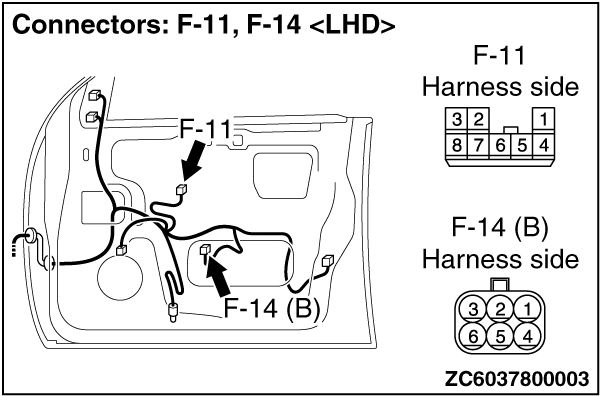 Connectors: F-11, F-14 <LHD>
F-11
Harness side
3 2 1
8 7 6 5 4
F-11
F-14 (B)
Harness side
3 2 1
6 5 4
F-14 (B)
ZC6037800003